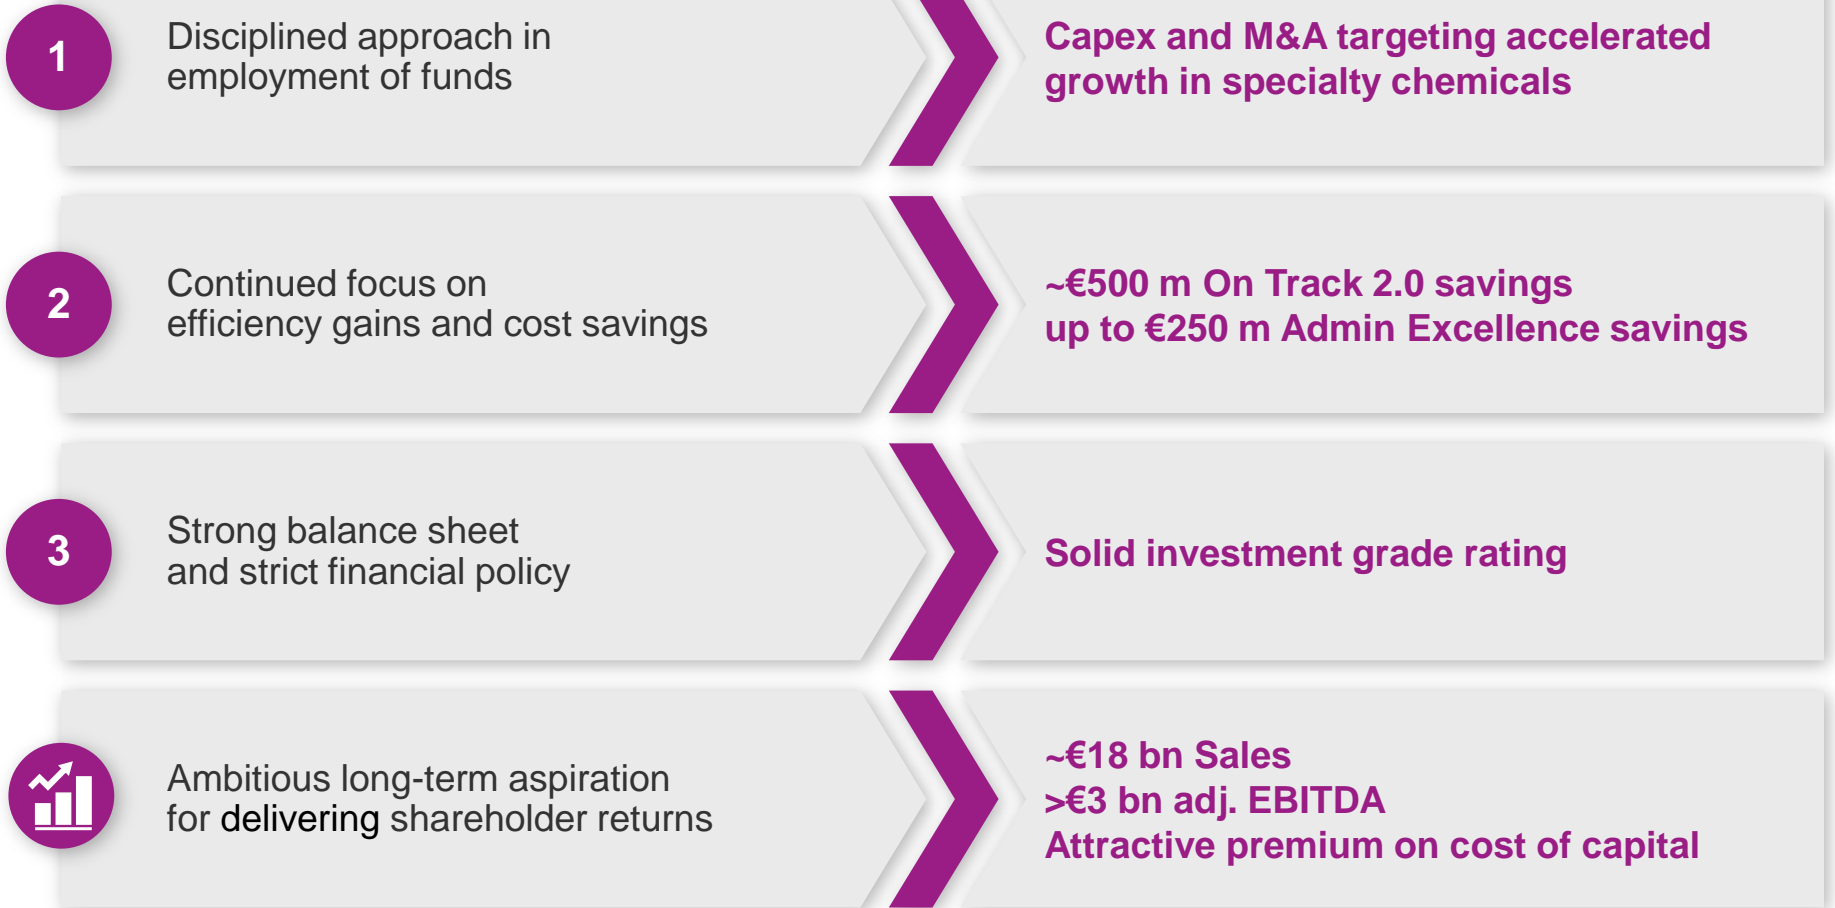 1
Disciplined approach in
employment of funds
Capex and M&A targeting accelerated
growth in specialty chemicals
2
Continued focus on
efficiency gains and cost savings
~€500 m On Track 2.0 savings
up to €250 m Admin Excellence savings
3
Strong balance sheet
and strict financial policy
Solid investment grade rating
Ambitious long-term aspiration
for delivering shareholder returns
~€18 bn Sales
>€3 bn adj. EBITDA
Attractive premium on cost of capital